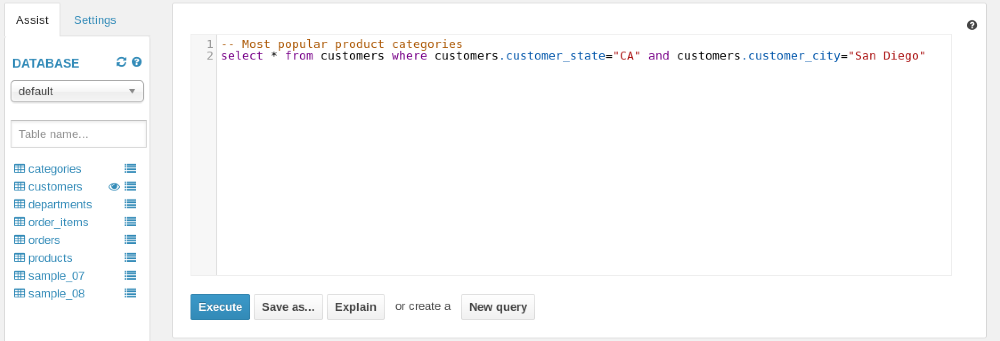 Assist
Settings
DATABASE
default
Table name...
categories
customers
departments
order_items
orders
products
sample_07
sample_08
1 -- Most popular product categories
2 select * from customers where customers.customer_state="CA" and customers.customer_city="San Diego"
Execute Save as... Explain or create a New query